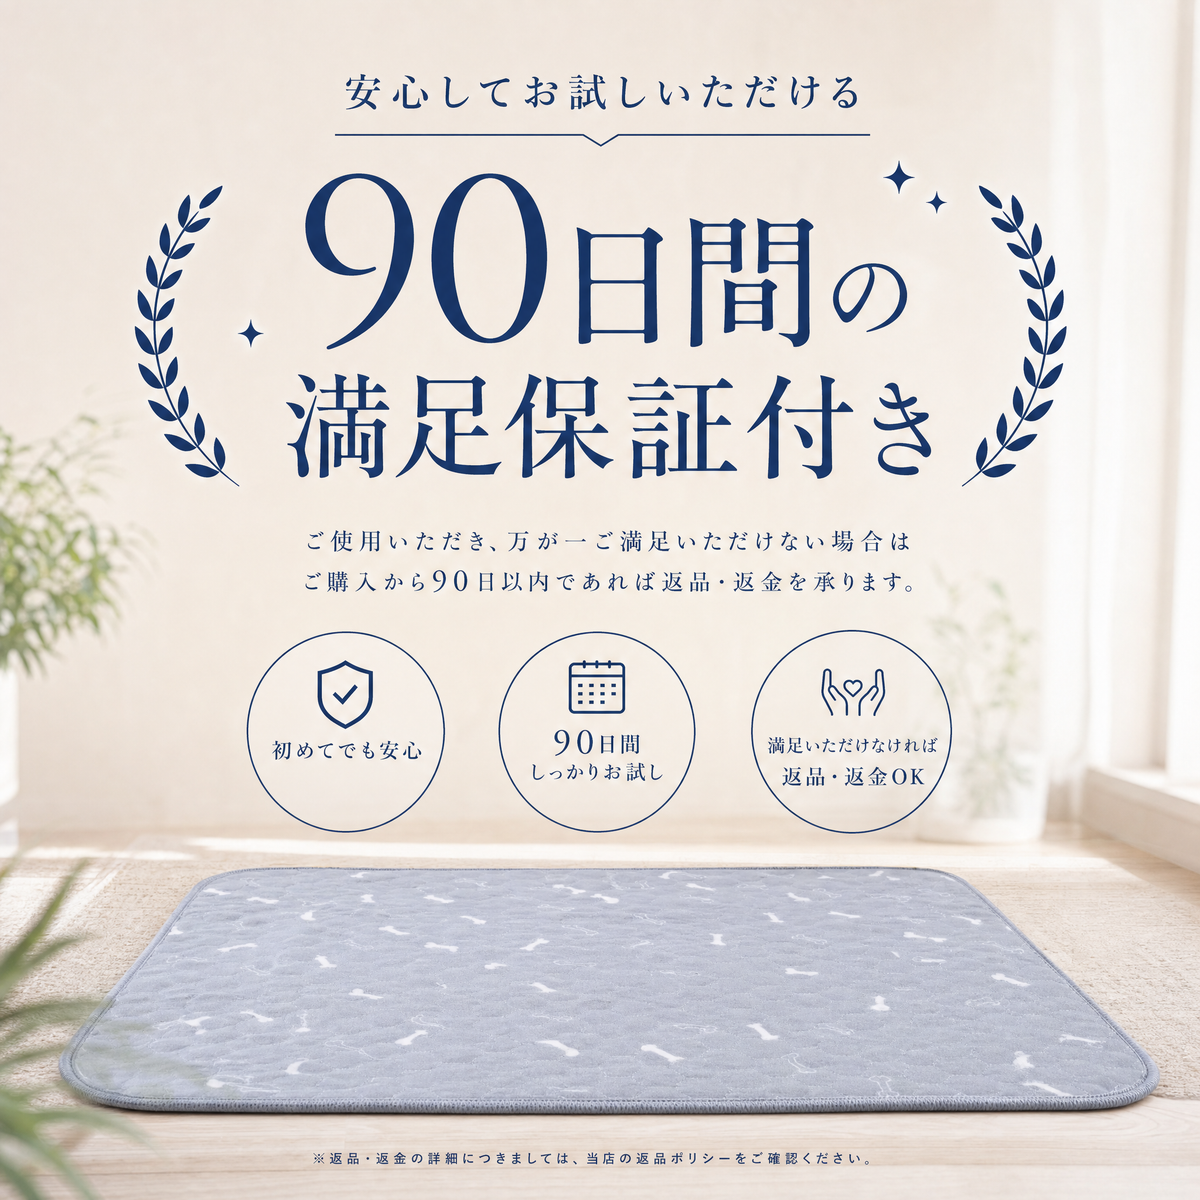 安心してお試しいただける
90日間の
満足保証付き
ご使用いただき、万が一ご満足いただけない場合は
ご購入から90日以内であれば返品・返金を承ります。
初めてでも安心
90日間
しっかりお試し
満足いただけなければ
返品・返金OK
※返品・返金の詳細につきましては、当店の返品ポリシーをご確認ください。